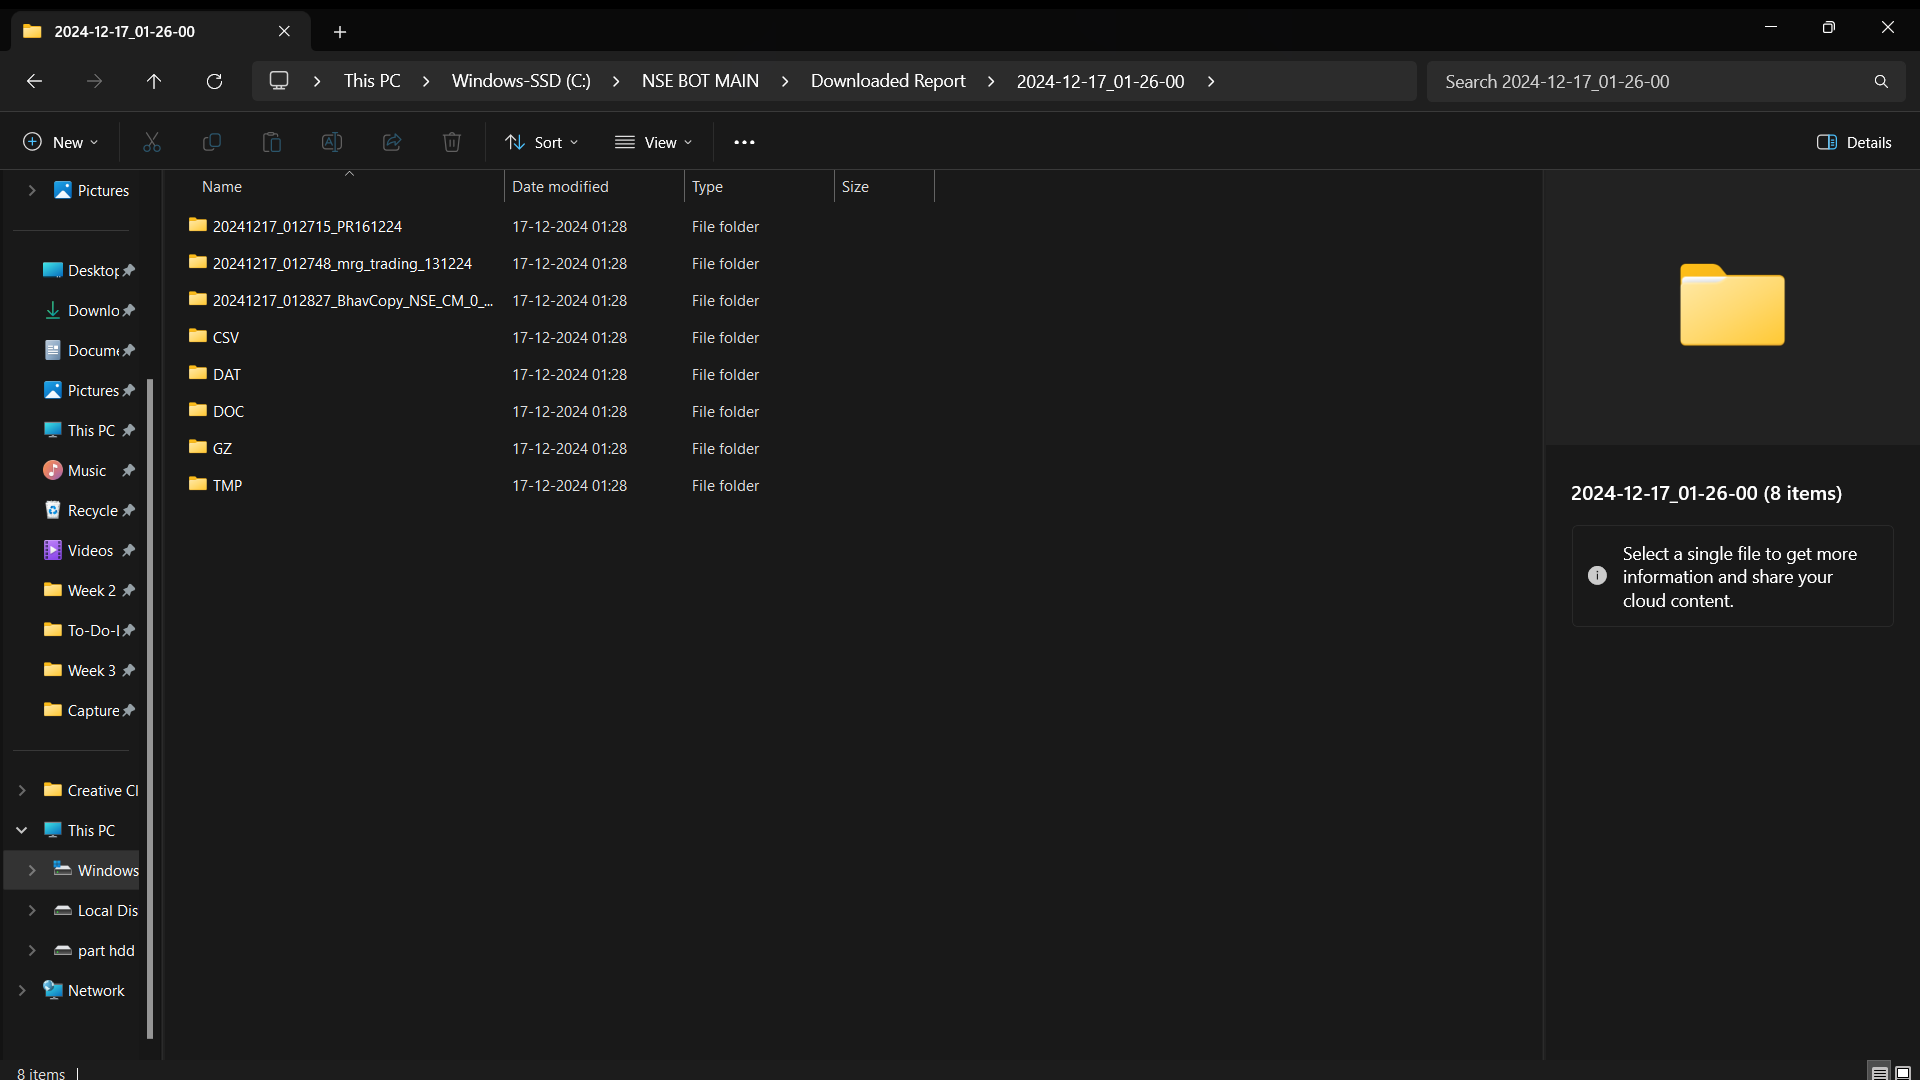 2024-12-17_01-26-00
This PC > Windows-SSD (C:) > NSE BOT MAIN > Downloaded Report > 2024-12-17_01-26-00 >
Search 2024-12-17_01-26-00
New
Sort
View
Details
Pictures
Desktop
Downlo
Docume
Pictures
This PC
Music
Recycle
Videos
Week 2
To-Do-l
Week 3
Capture
Creative Cl
This PC
Windows
Local Dis
part hdd
Network
Name Date modified Type Size
20241217_012715_PR161224 17-12-2024 01:28 File folder
20241217_012748_mrg_trading_131224 17-12-2024 01:28 File folder
20241217_012827_BhavCopy_NSE_CM_0_... 17-12-2024 01:28 File folder
CSV 17-12-2024 01:28 File folder
DAT 17-12-2024 01:28 File folder
DOC 17-12-2024 01:28 File folder
GZ 17-12-2024 01:28 File folder
TMP 17-12-2024 01:28 File folder
2024-12-17_01-26-00 (8 items)
Select a single file to get more
information and share your
cloud content.
8 items